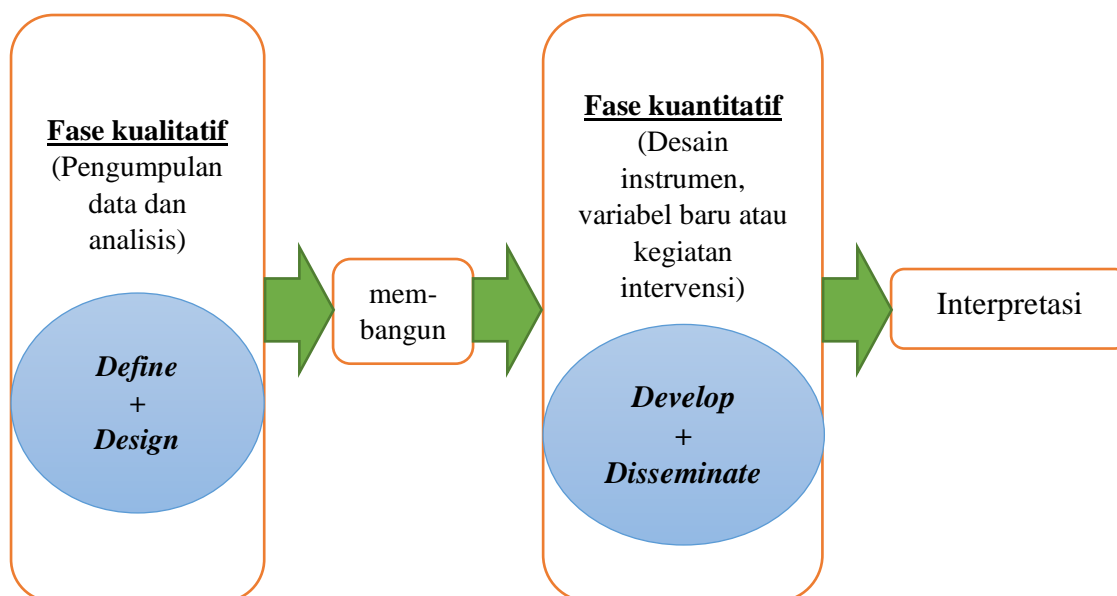 Fase kualitatif
(Pengumpulan
data dan
analisis)
Define
+
Design
mem-
bangun
Fase kuantitatif
(Desain
instrumen,
variabel baru atau
kegiatan
intervensi)
Develop
+
Disseminate
Interpretasi